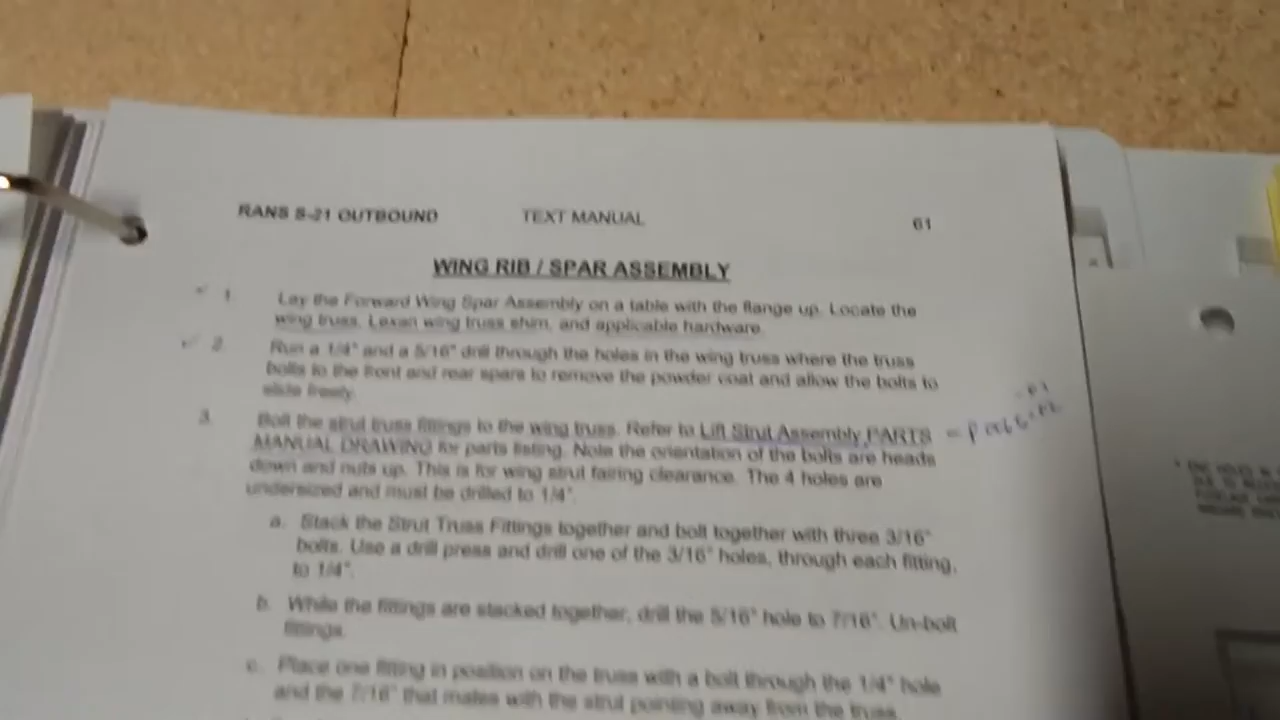 RANS S-21 OUTBOUND TEXT MANUAL 61
WING RIB / SPAR ASSEMBLY
1. Lay the Forward Wing Spar Assembly on a table with the flange up. Locate the
wing truss, Lexan wing truss shim, and applicable hardware.
2. Run a 1/4" and a 5/16" drill through the holes in the wing truss where the truss
bolts to the front and rear spars to remove the powder coat and allow the bolts to
slide freely.
3. Bolt the strut truss fittings to the wing truss. Refer to Lift Strut Assembly PARTS
MANUAL DRAWING for parts listing. Note the orientation of the bolts are heads
down and nuts up. This is for wing strut fairing clearance. The 4 holes are
undersized and must be drilled to 1/4".
a. Stack the Strut Truss Fittings together and bolt together with three 3/16"
bolts. Use a drill press and drill one of the 3/16" holes, through each fitting,
to 1/4".
b. While the fittings are stacked together, drill the 5/16" hole to 7/16". Un-bolt
fittings.
c. Place one fitting in position on the truss with a bolt through the 1/4" hole
and the 7/16" that mates with the strut pointing away from the truss.